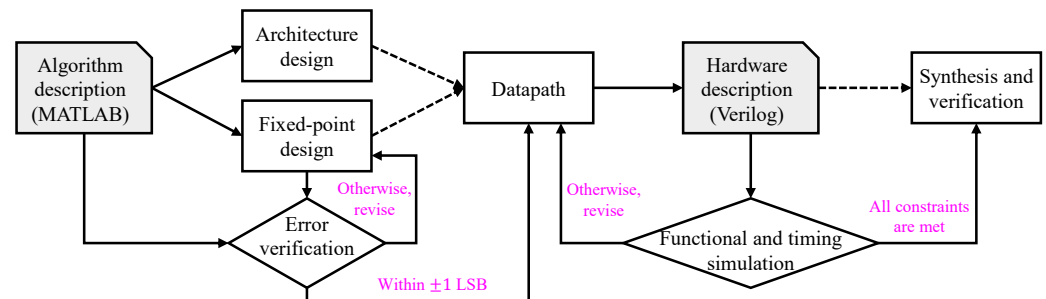 Algorithm
description
(MATLAB)
Architecture
design
Fixed-point
design
Error
verification
Otherwise,
revise
Within ±1 LSB
Datapath
Otherwise,
revise
Hardware
description
(Verilog)
Functional and timing
simulation
All constraints
are met
Synthesis and
verification